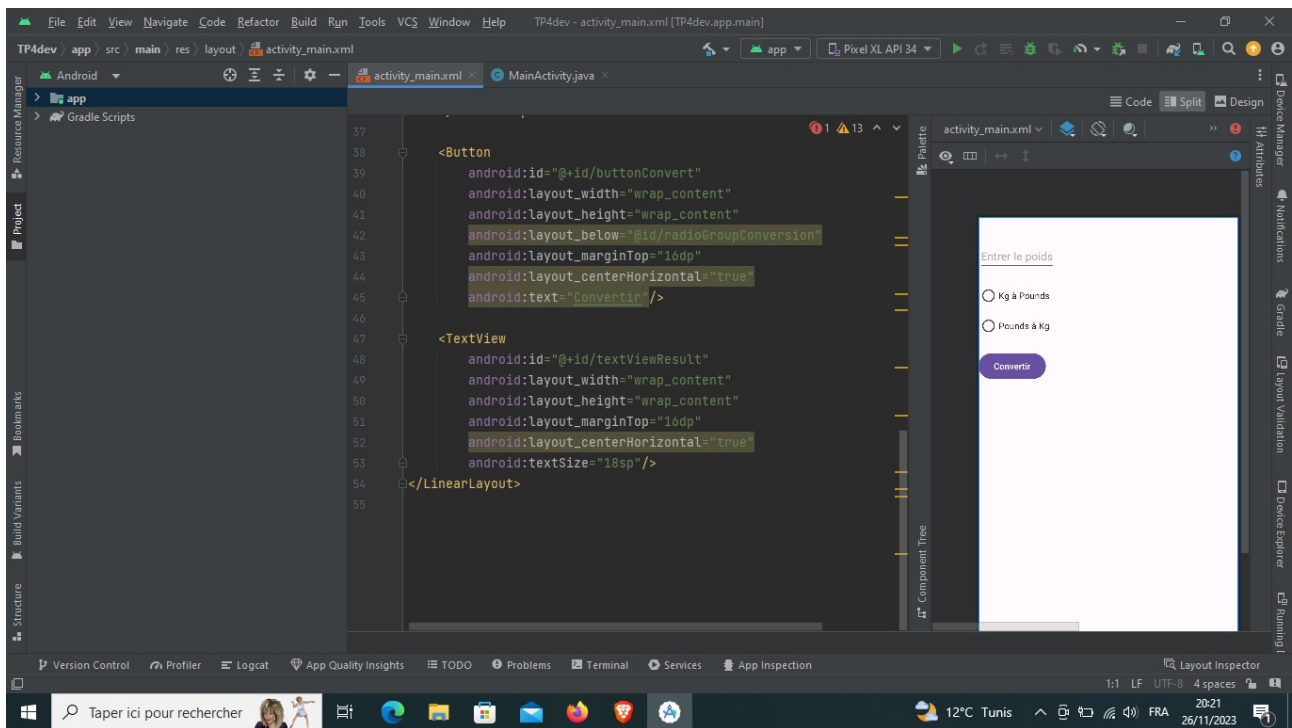 File Edit View Navigate Code Refactor Build Run Tools VCS Window Help TP4dev - activity_main.xml [TP4dev.app.main]
TP4dev app src main res layout activity_main.xml app Pixel XL API 34
Android activity_main.xml MainActivity.java
app
Gradle Scripts
Code Split Design
Resource Manager
Project
Bookmarks
Build Variants
Structure
37
38 <Button
39 android:id="@+id/buttonConvert"
40 android:layout_width="wrap_content"
41 android:layout_height="wrap_content"
42 android:layout_below="@id/radioGroupConversion"
43 android:layout_marginTop="16dp"
44 android:layout_centerHorizontal="true"
45 android:text="Convertir"/>
46
47 <TextView
48 android:id="@+id/textViewResult"
49 android:layout_width="wrap_content"
50 android:layout_height="wrap_content"
51 android:layout_marginTop="16dp"
52 android:layout_centerHorizontal="true"
53 android:textSize="18sp"/>
54 </LinearLayout>
55
1 13
Palette
Component Tree
activity_main.xml
Entrer le poids
Kg à Pounds
Pounds à Kg
Convertir
Attributes
Device Manager
Notifications
Gradle
Layout Validation
Device Explorer
Running
Version Control Profiler Logcat App Quality Insights TODO Problems Terminal Services App Inspection Layout Inspector
1:1 LF UTF-8 4 spaces
Taper ici pour rechercher 12°C Tunis FRA 20:21
26/11/2023